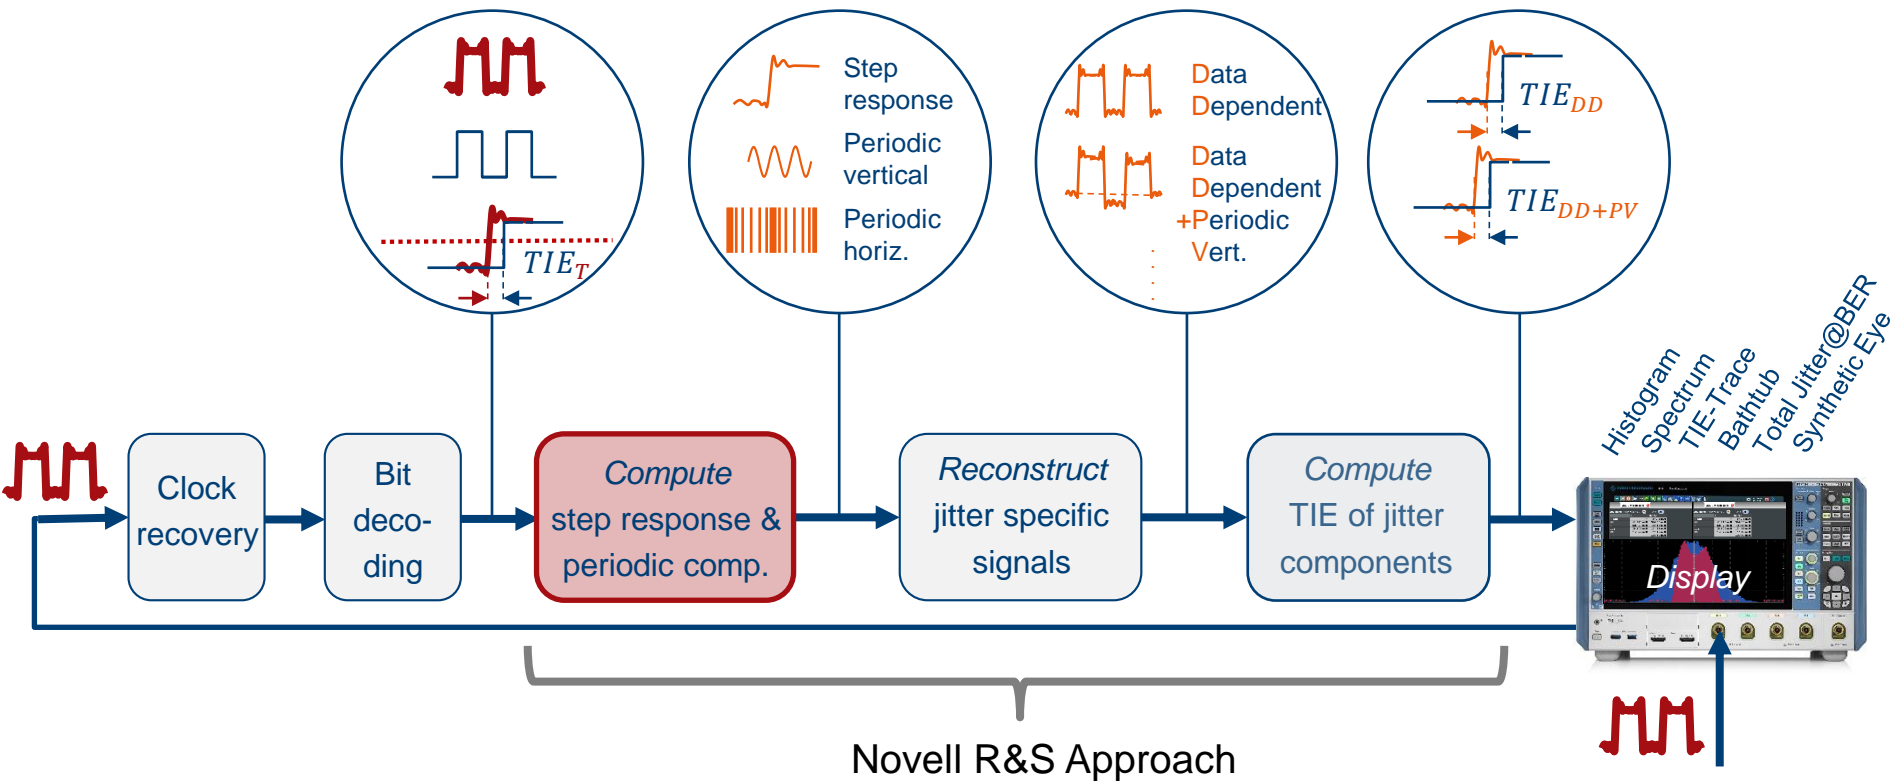 Step
response
Periodic
vertical
Periodic
horiz.
Data
Dependent
Data
Dependent
+Periodic
Vert.
TIE_DD
TIE_DD+PV
TIE_T
Histogram
Spectrum
TIE-Trace
Bathtub
Total Jitter@BER
Synthetic Eye
Clock
recovery
Bit
deco-
ding
Compute
step response &
periodic comp.
Reconstruct
jitter specific
signals
Compute
TIE of jitter
components
Display
Novell R&S Approach